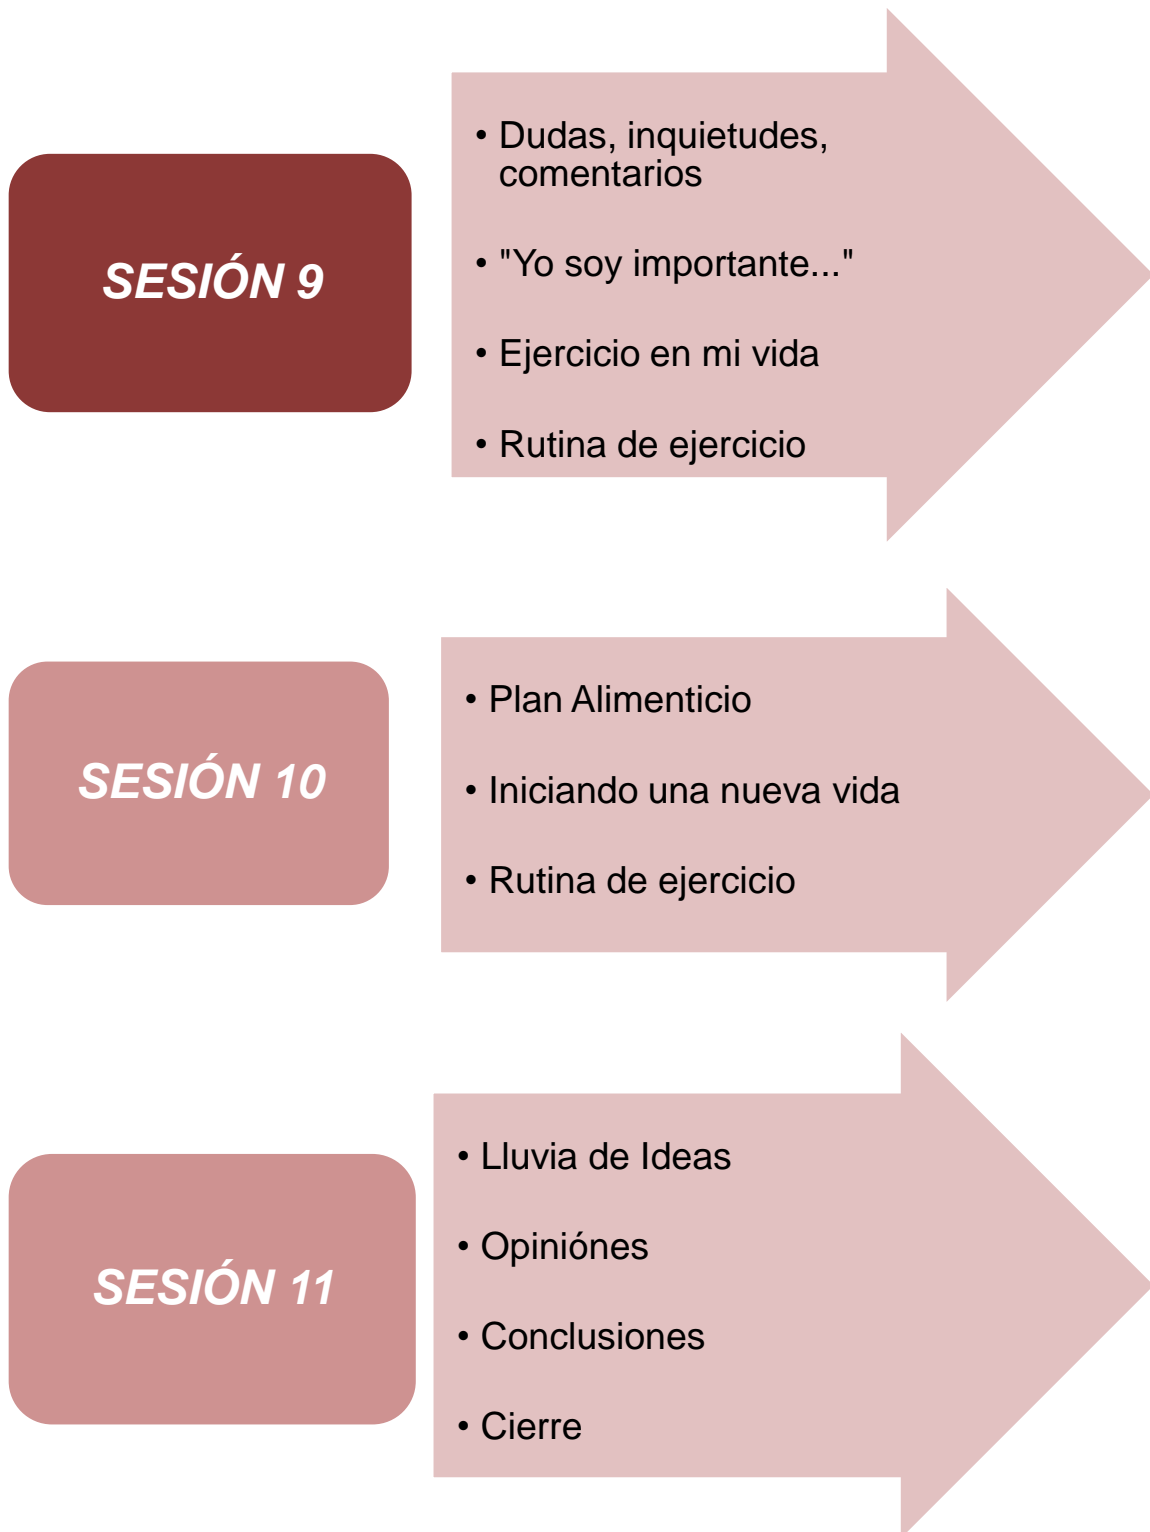 SESIÓN 9
• Dudas, inquietudes,
comentarios
• "Yo soy importante..."
• Ejercicio en mi vida
• Rutina de ejercicio
SESIÓN 10
• Plan Alimenticio
• Iniciando una nueva vida
• Rutina de ejercicio
SESIÓN 11
• Lluvia de Ideas
• Opiniónes
• Conclusiones
• Cierre